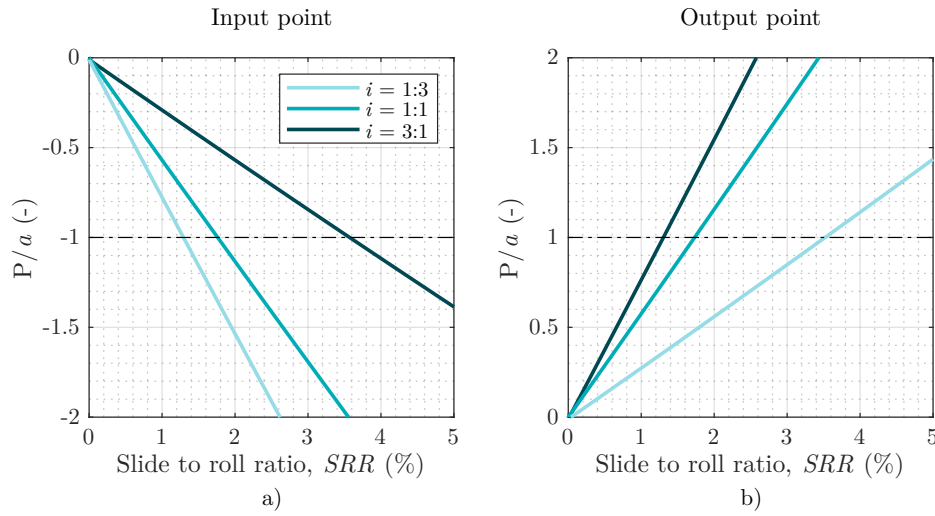 Input point
0
-0.5
-1
-1.5
-2
P/a (-)
i = 1:3
i = 1:1
i = 3:1
0 1 2 3 4 5
Slide to roll ratio, SRR (%)
a)
Output point
2
1.5
1
0.5
0
P/a (-)
0 1 2 3 4 5
Slide to roll ratio, SRR (%)
b)